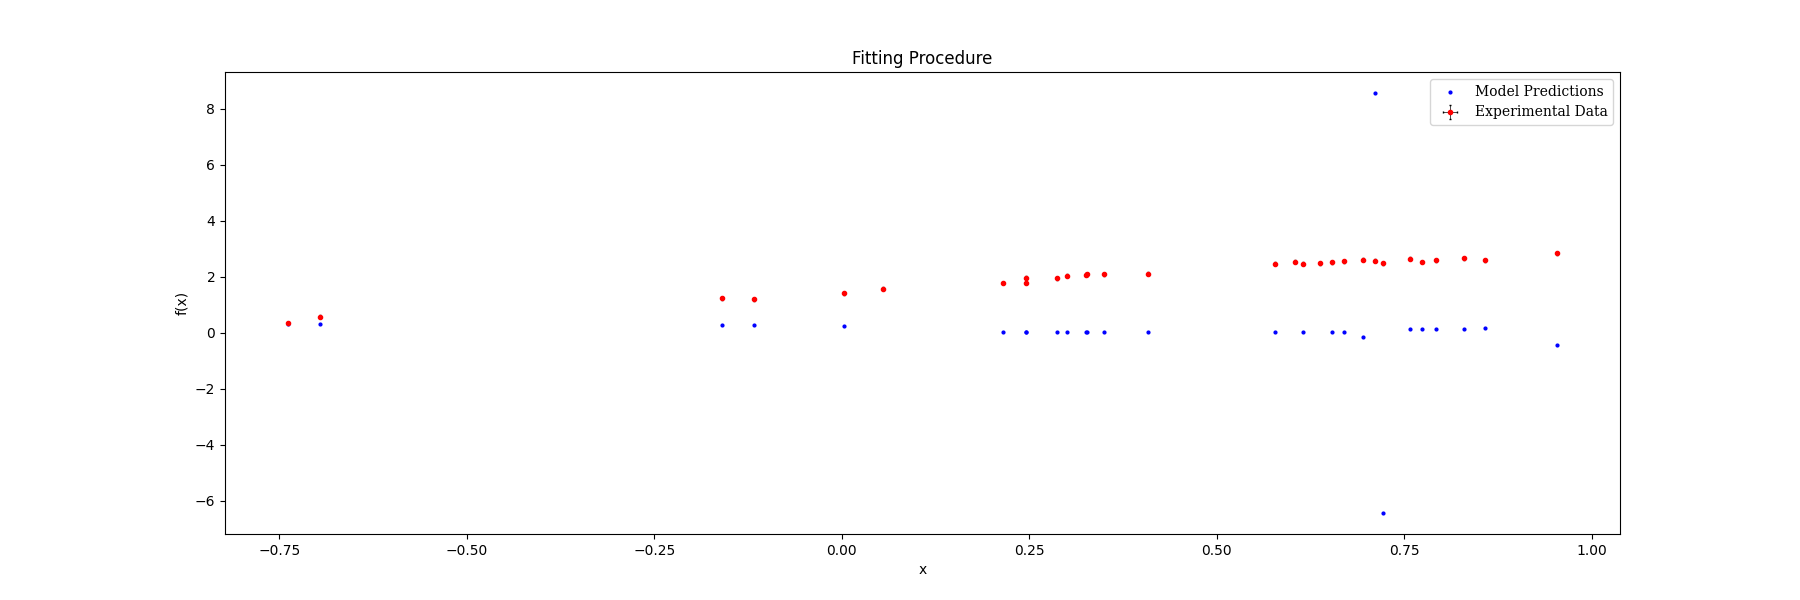 Fitting Procedure
Model Predictions
Experimental Data
f(x)
8
6
4
2
0
−2
−4
−6
−0.75 −0.50 −0.25 0.00 0.25 0.50 0.75 1.00
x